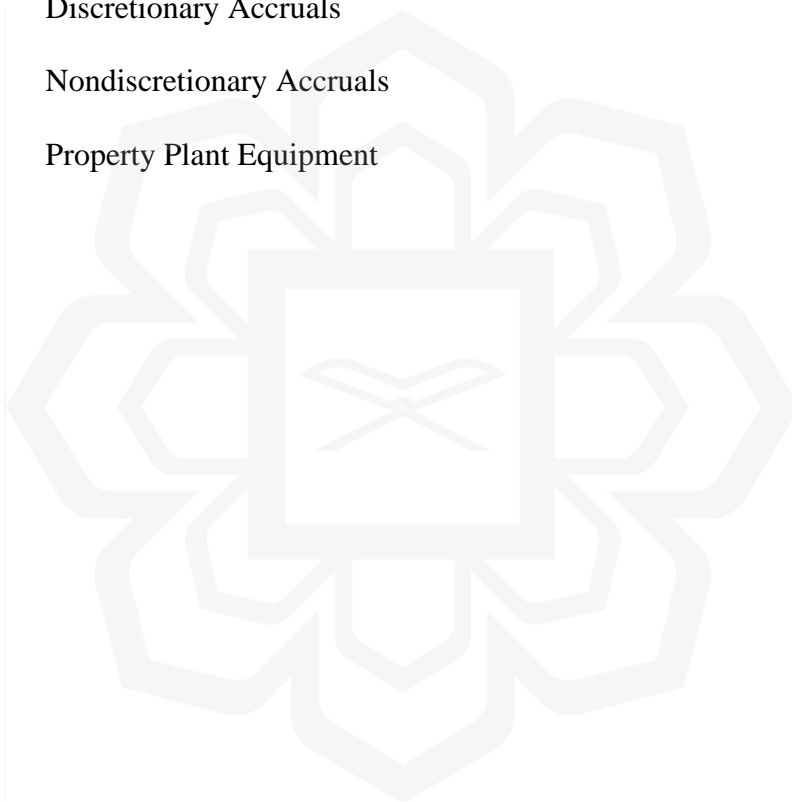 Discretionary Accruals
Nondiscretionary Accruals
Property Plant Equipment